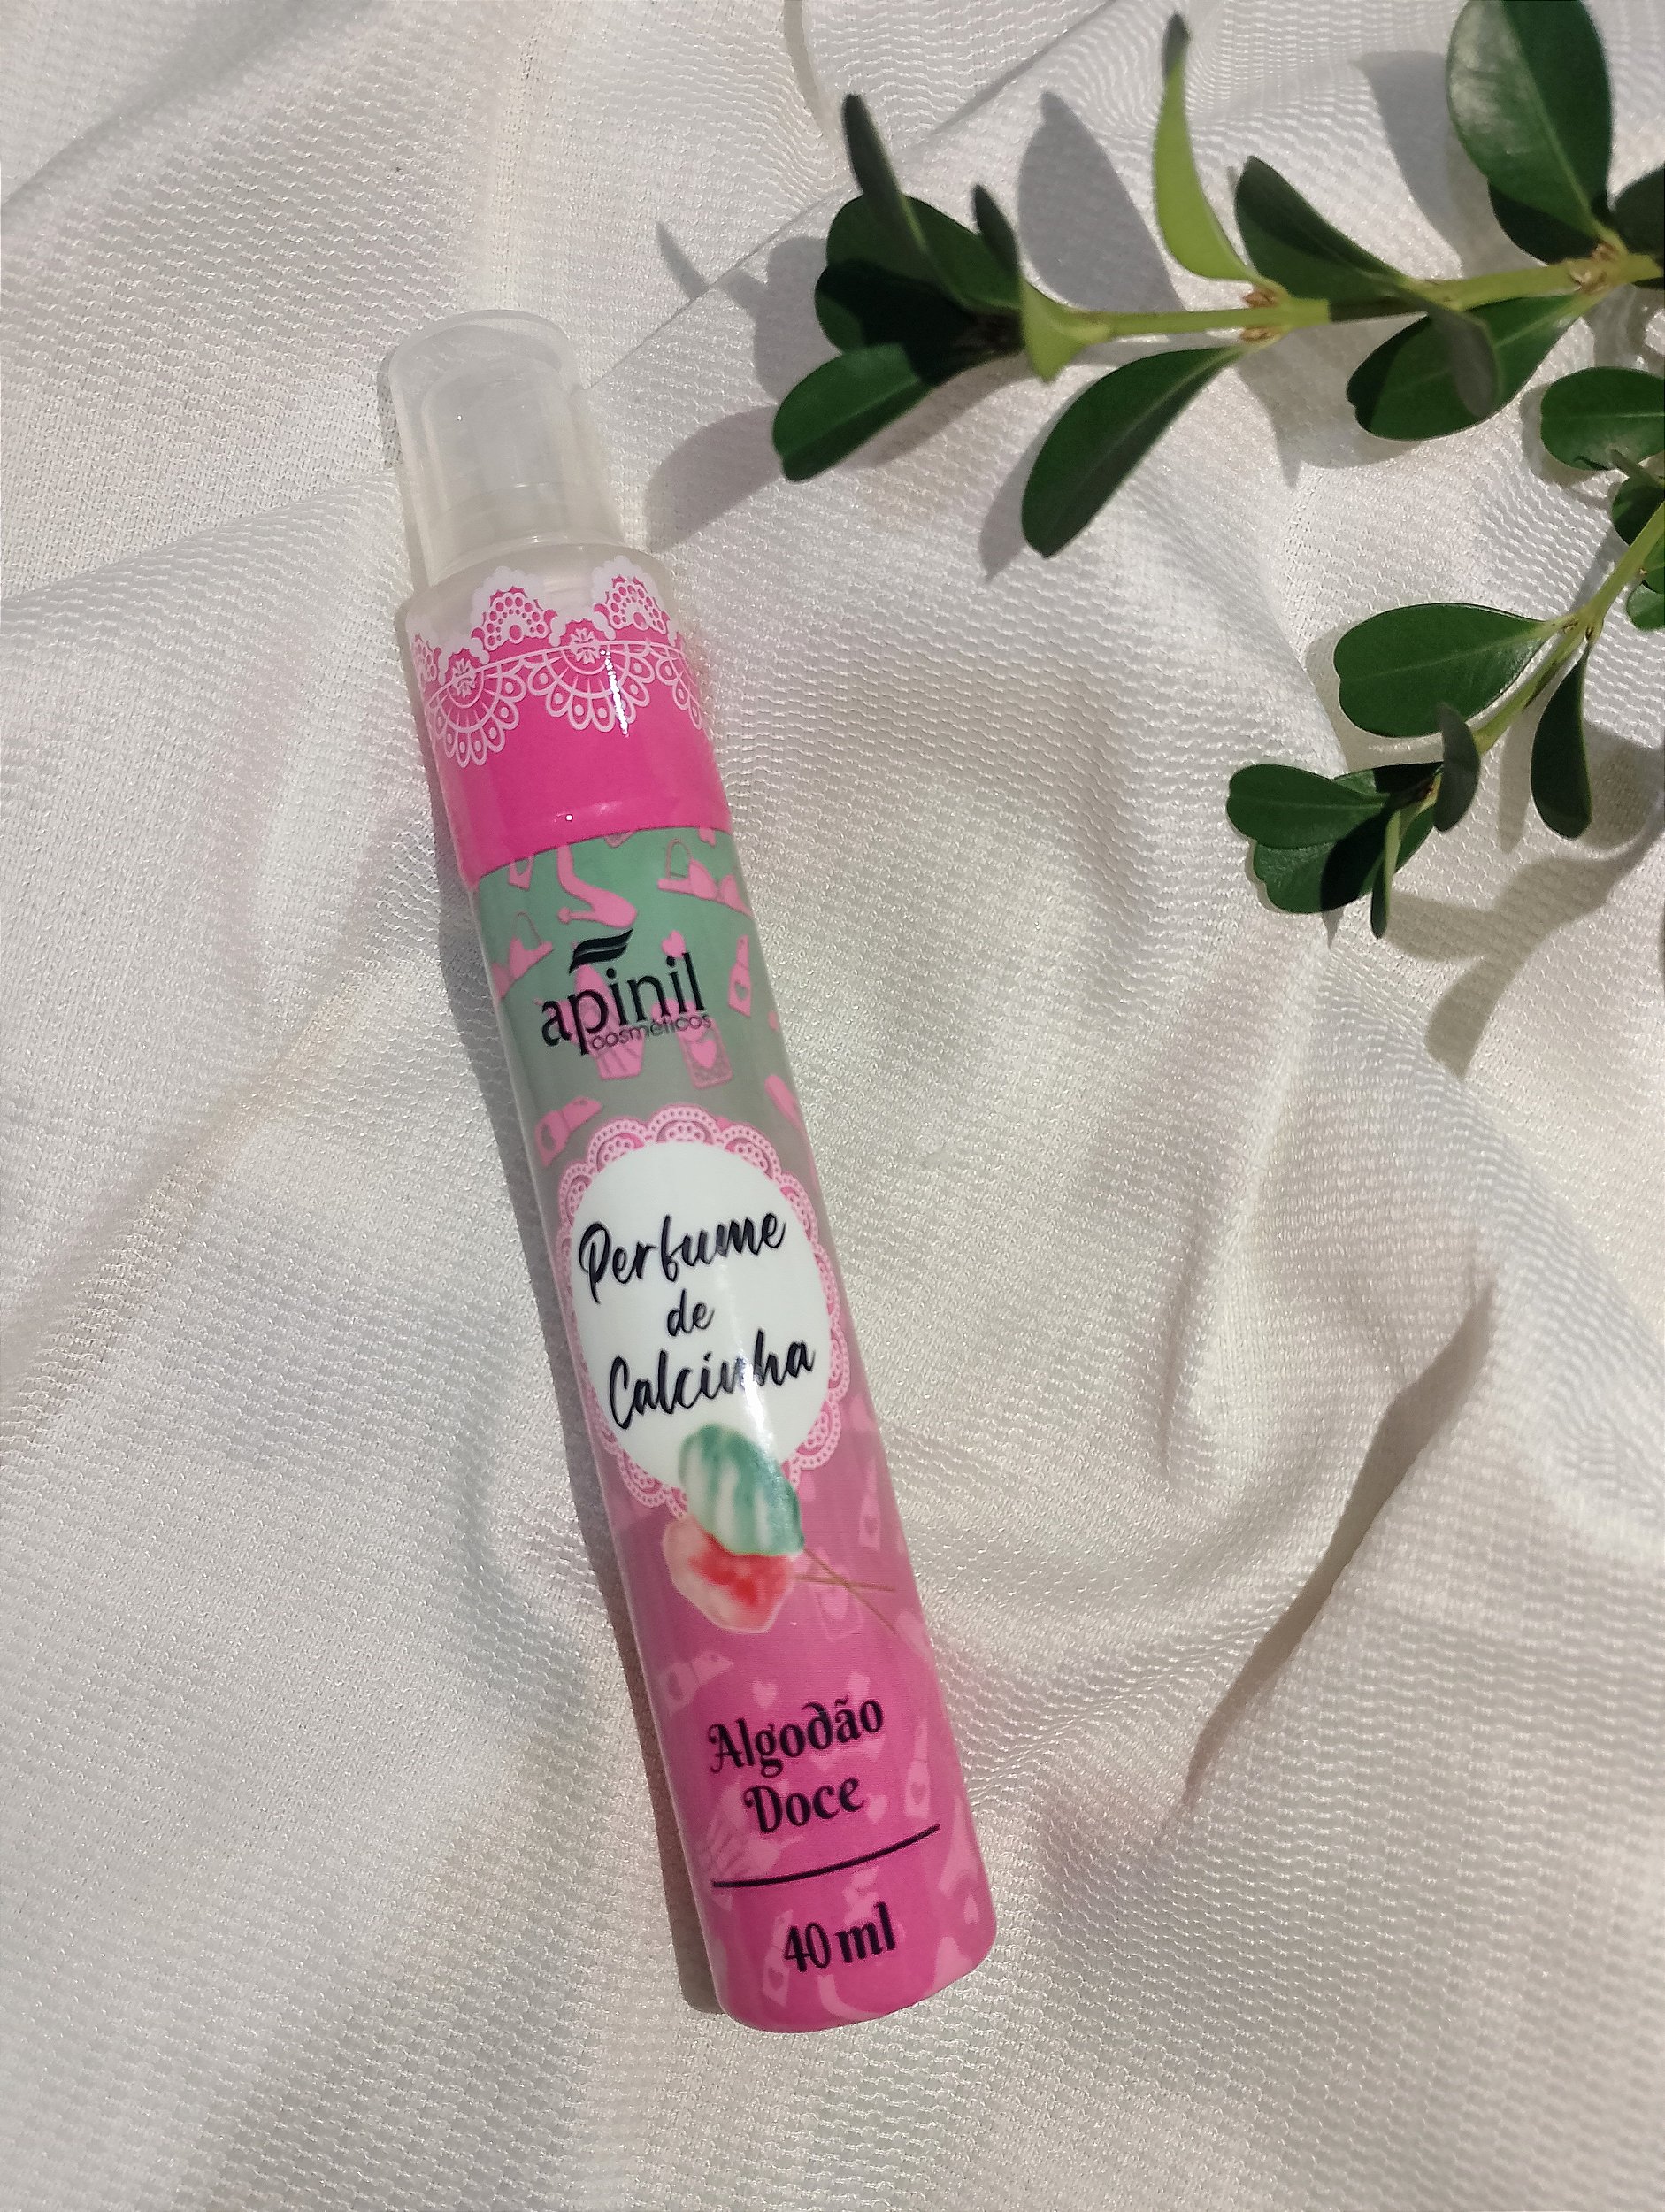 apinil
cosméticos
Perfume
de
Calcinha
Algodão
Doce
40 ml